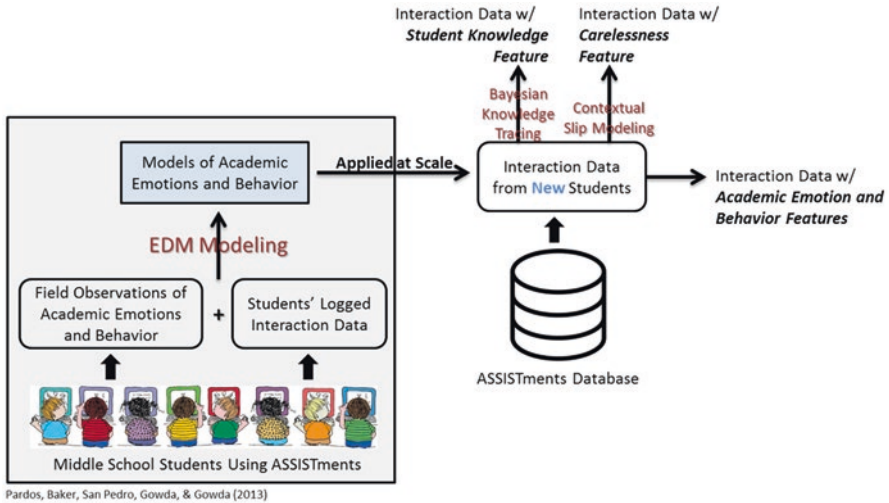 Interaction Data w/
Student Knowledge
Feature
Interaction Data w/
Carelessness
Feature
Bayesian
Knowledge
Tracing
Contextual
Slip Modeling
Models of Academic
Emotions and Behavior
Applied at Scale
Interaction Data
from New Students
Interaction Data w/
Academic Emotion and
Behavior Features
EDM Modeling
Field Observations of
Academic Emotions
and Behavior
+
Students' Logged
Interaction Data
ASSISTments Database
Middle School Students Using ASSISTments
Pardos, Baker, San Pedro, Gowda, & Gowda (2013)